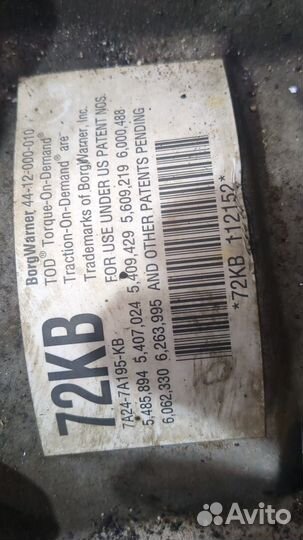 BorgWarner 44-12-000-010
TOD® Torque-On-Demand®
Traction-On-Demand® are
Trademarks of BorgWarner, Inc.
FOR USE UNDER US PATENT NOS.
72KB
7A24-7A195-KB
5,407,024 5,409,429 5,609,219 6,000,488
5,485,894 6,263,995 AND OTHER PATENTS PENDING
6,062,330
*72KB 112152*
Avito